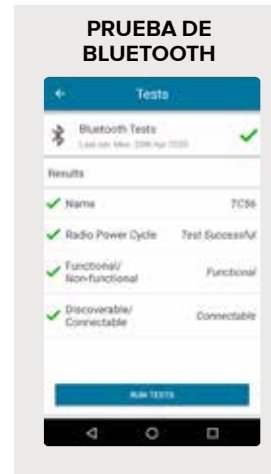 PRUEBA DE
BLUETOOTH
Tests
Bluetooth Tests
Results
Name
TC56
Radio Power Cycle
Test Successful
Functional/
Non-functional
Functional
Discoverable/
Connectable
Connectable
RUN TESTS